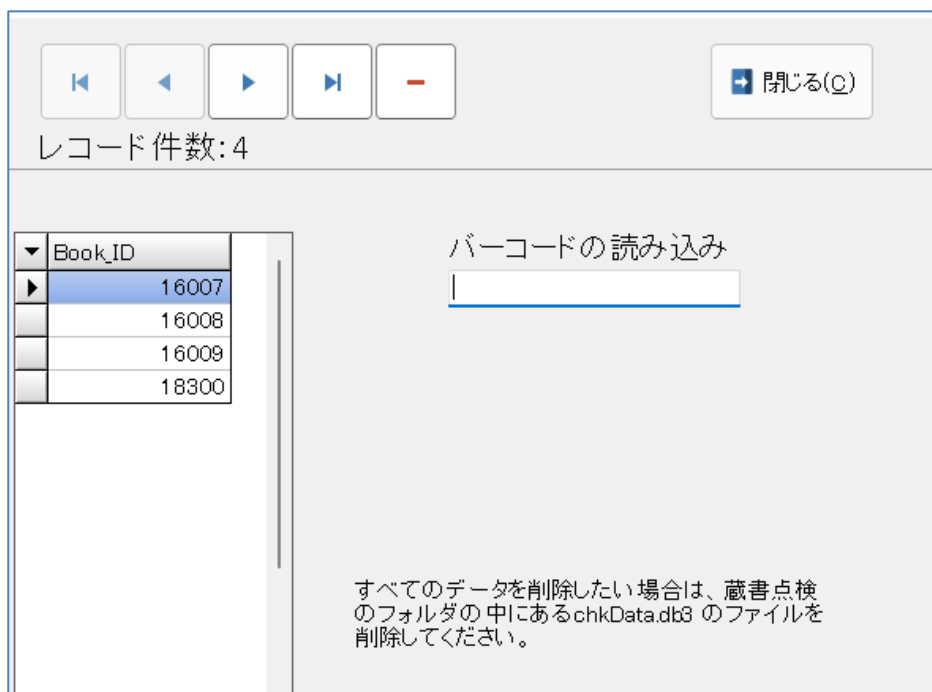 閉じる(C)
レコード件数:4
Book_ID
16007
16008
16009
18300
バーコードの読み込み
すべてのデータを削除したい場合は、蔵書点検
のフォルダの中にあるchkData.db3 のファイルを
削除してください。